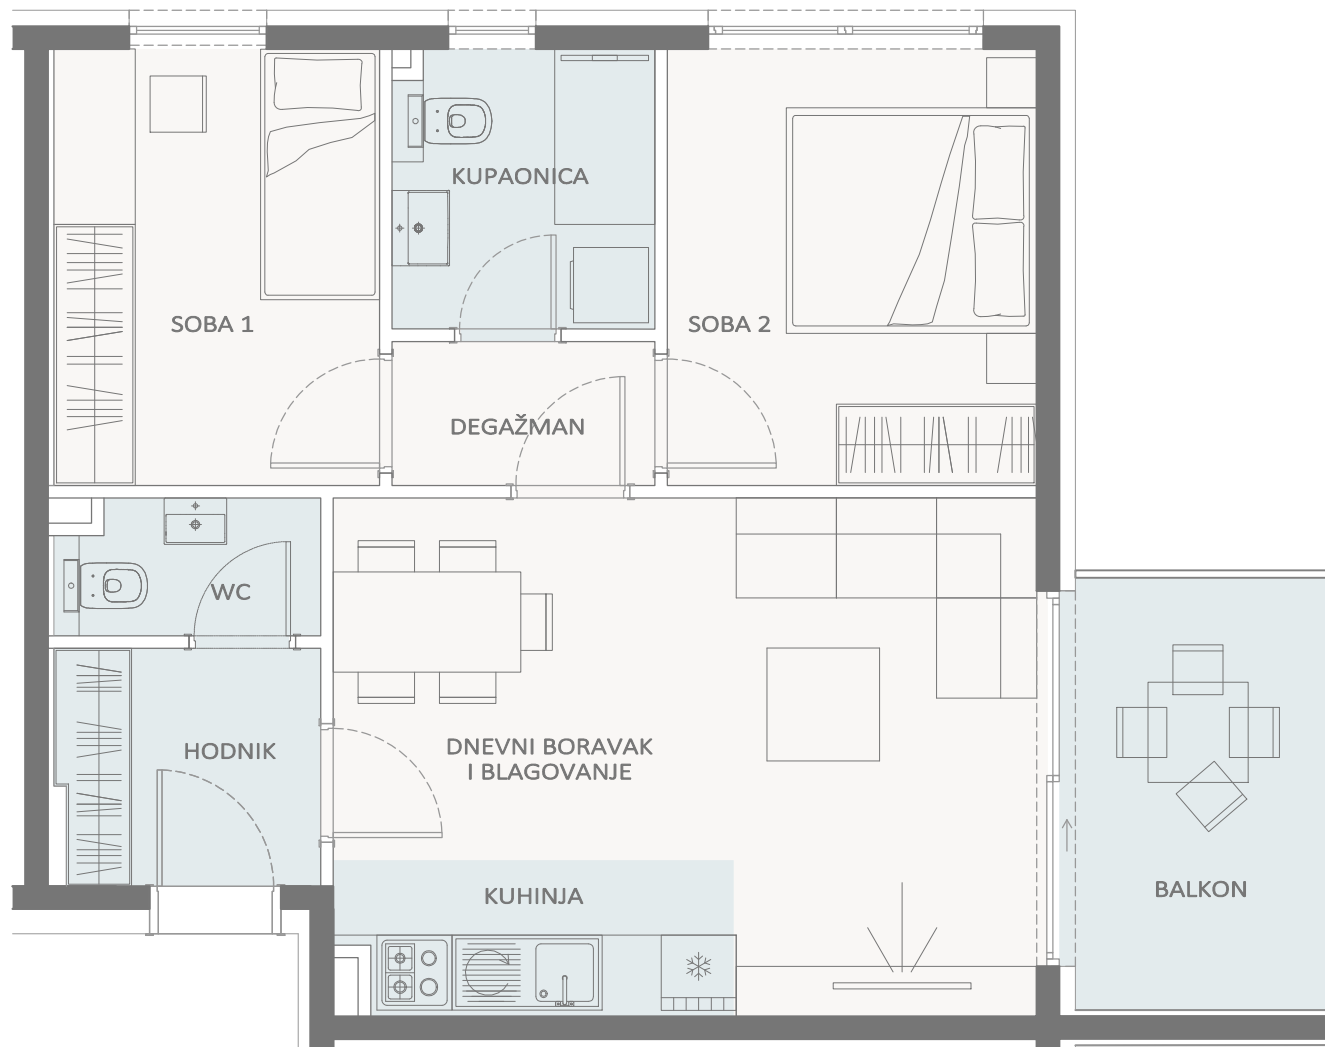 KUPAONICA
SOBA 1
SOBA 2
DEGAŽMAN
WC
HODNIK
DNEVNI BORAVAK
I BLAGOVANJE
KUHINJA
BALKON